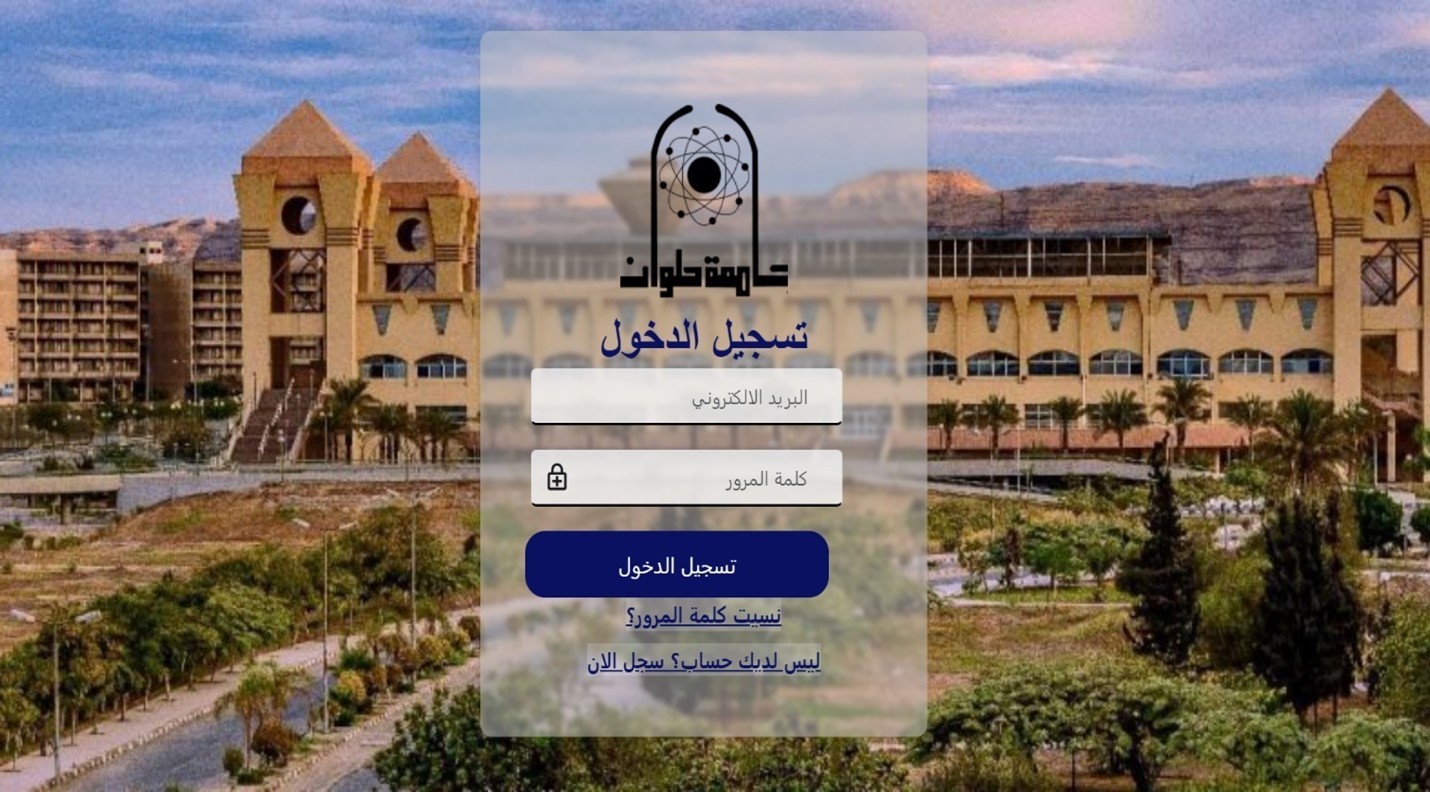 جامعة حلوان
تسجيل الدخول
البريد الالكتروني
كلمة المرور
تسجيل الدخول
نسيت كلمة المرور؟
ليس لديك حساب؟ سجل الان